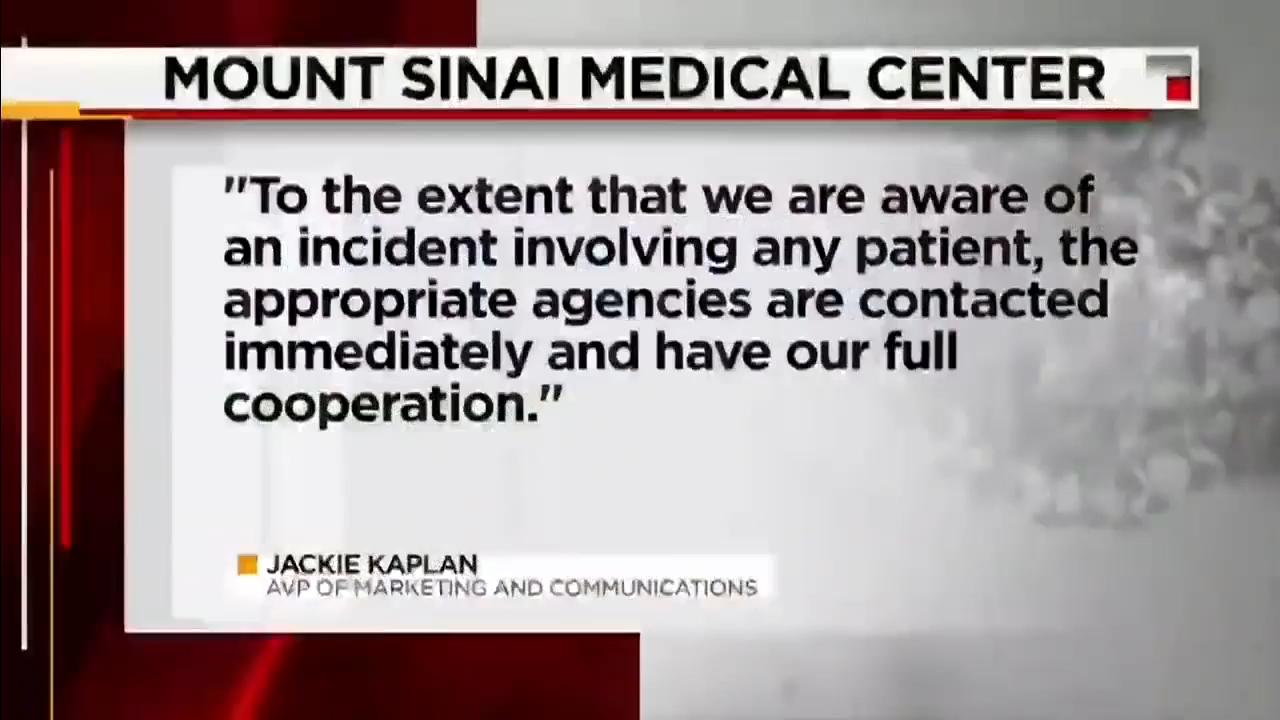 MOUNT SINAI MEDICAL CENTER
"To the extent that we are aware of
an incident involving any patient, the
appropriate agencies are contacted
immediately and have our full
cooperation."
JACKIE KAPLAN
AVP OF MARKETING AND COMMUNICATIONS